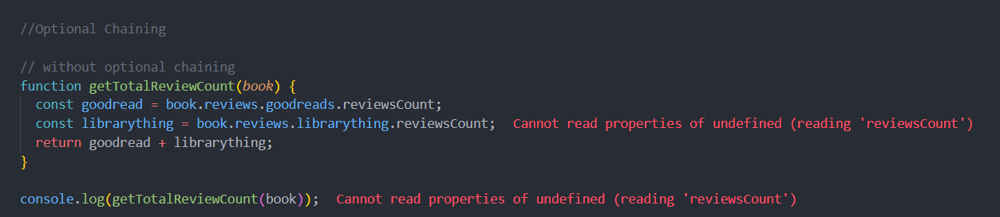 //Optional Chaining
// without optional chaining
function getTotalReviewCount(book) {
const goodread = book.reviews.goodreads.reviewsCount;
const librarything = book.reviews.librarything.reviewsCount; Cannot read properties of undefined (reading 'reviewsCount')
return goodread + librarything;
}
console.log(getTotalReviewCount(book)); Cannot read properties of undefined (reading 'reviewsCount')